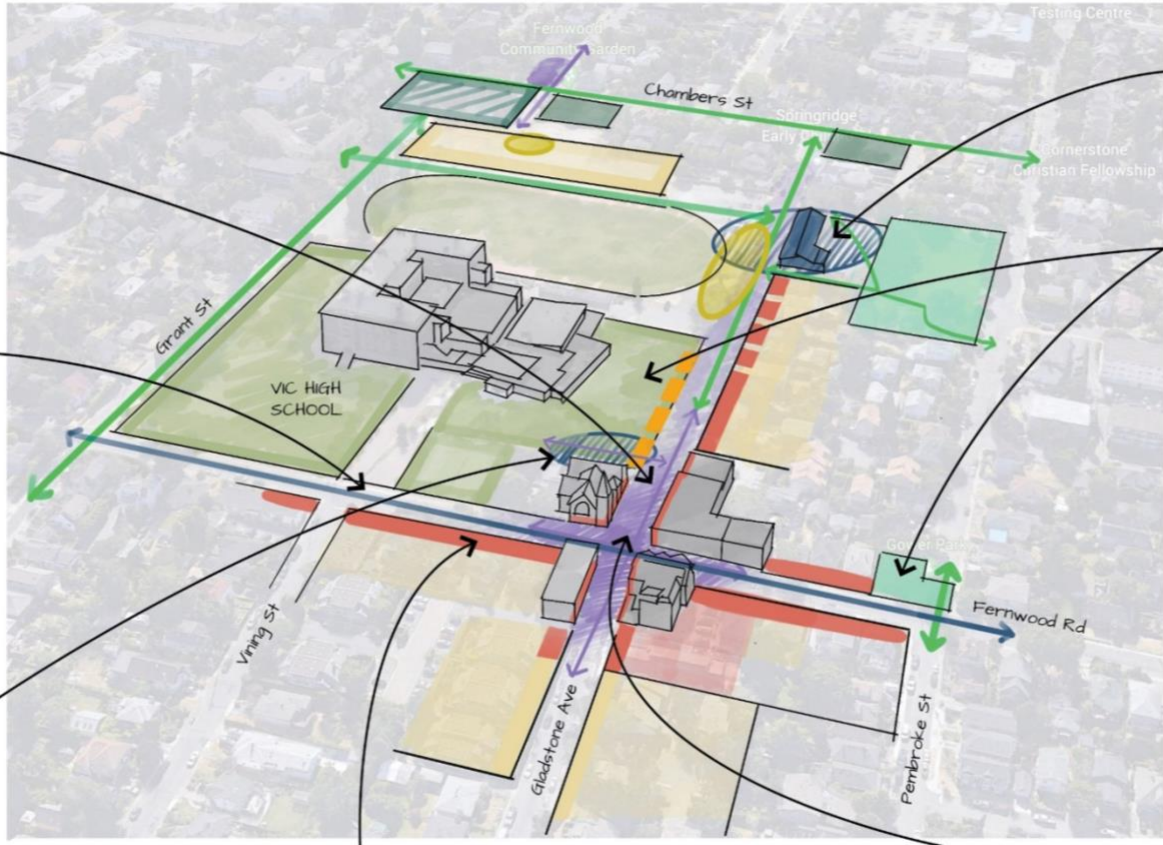 Testing Centre
Fernwood
Community Garden
Chambers St
Springridge
Early
Cornerstone
Christian Fellowship
Grant St
VIC HIGH
SCHOOL
Fernwood Rd
Vining St
Gladstone Ave
Pembroke St